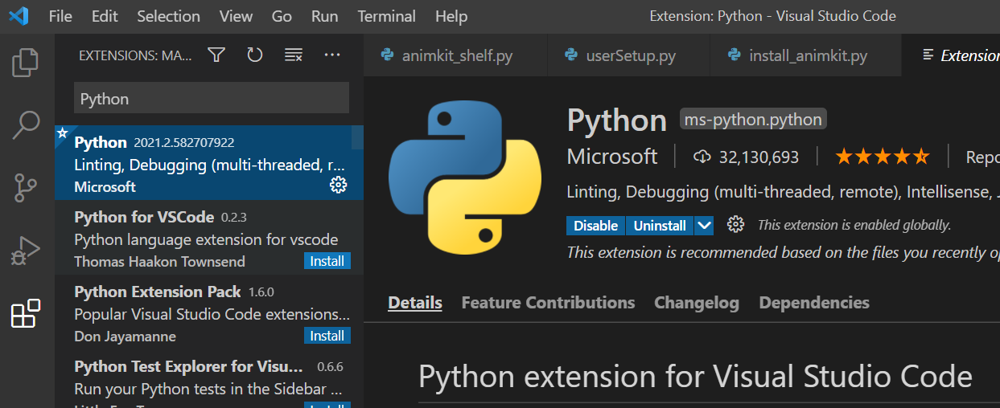 File Edit Selection View Go Run Terminal Help
Extension: Python - Visual Studio Code
EXTENSIONS: MA...
Python
Python 2021.2.582707922
Linting, Debugging (multi-threaded, r...
Microsoft
Python for VSCode 0.2.3
Python language extension for vscode
Thomas Haakon Townsend
Install
Python Extension Pack 1.6.0
Popular Visual Studio Code extensions...
Don Jayamanne
Install
Python Test Explorer for Visu... 0.6.6
Run your Python tests in the Sidebar ...
animkit_shelf.py
userSetup.py
install_animkit.py
Extension
Python ms-python.python
Microsoft 32,130,693 Repo
Linting, Debugging (multi-threaded, remote), Intellisense,
Disable Uninstall This extension is enabled globally.
This extension is recommended based on the files you recently op
Details Feature Contributions Changelog Dependencies
Python extension for Visual Studio Code